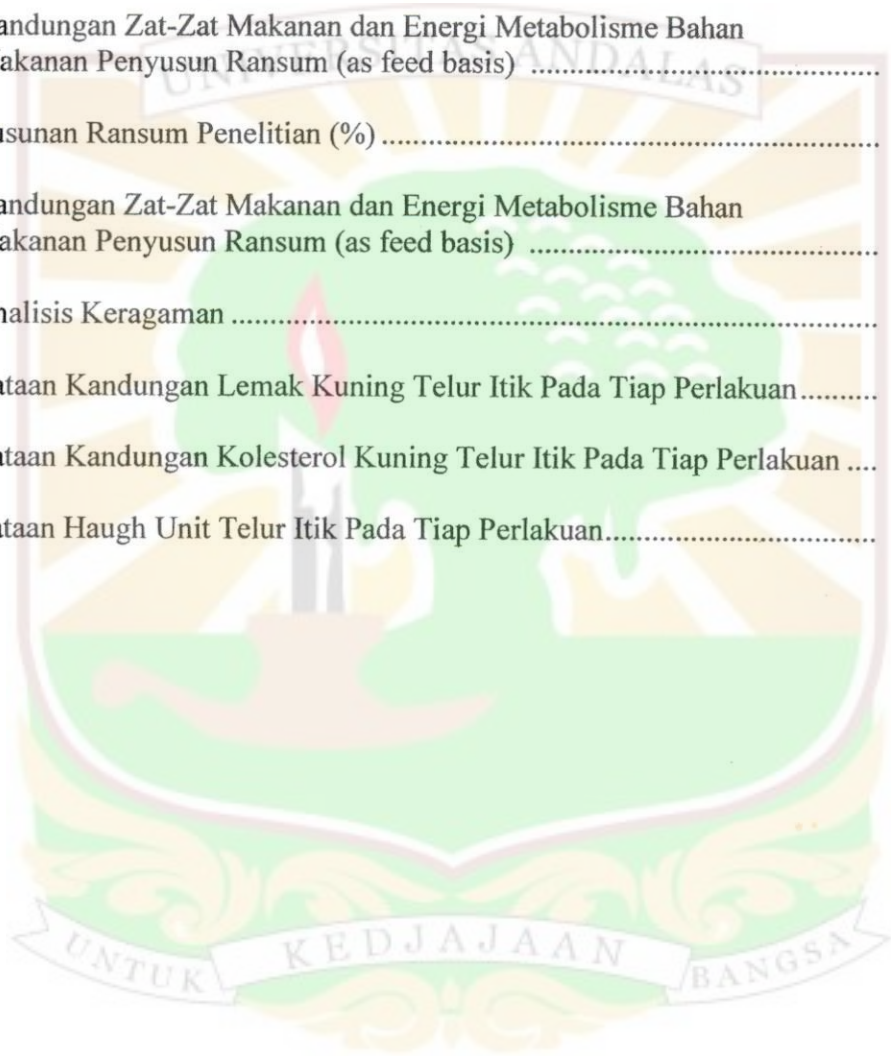 andungan Zat-Zat Makanan dan Energi Metabolisme Bahan
akanan Penyusun Ransum (as feed basis) ........................................
usunan Ransum Penelitian (%) ............................................................
andungan Zat-Zat Makanan dan Energi Metabolisme Bahan
akanan Penyusun Ransum (as feed basis) ........................................
nalisis Keragaman ..............................................................................
ataan Kandungan Lemak Kuning Telur Itik Pada Tiap Perlakuan..........
ataan Kandungan Kolesterol Kuning Telur Itik Pada Tiap Perlakuan ....
ataan Haugh Unit Telur Itik Pada Tiap Perlakuan.................................
UNIVERSITAS ANDALAS
UNTUK KEDJAJAAN BANGSA